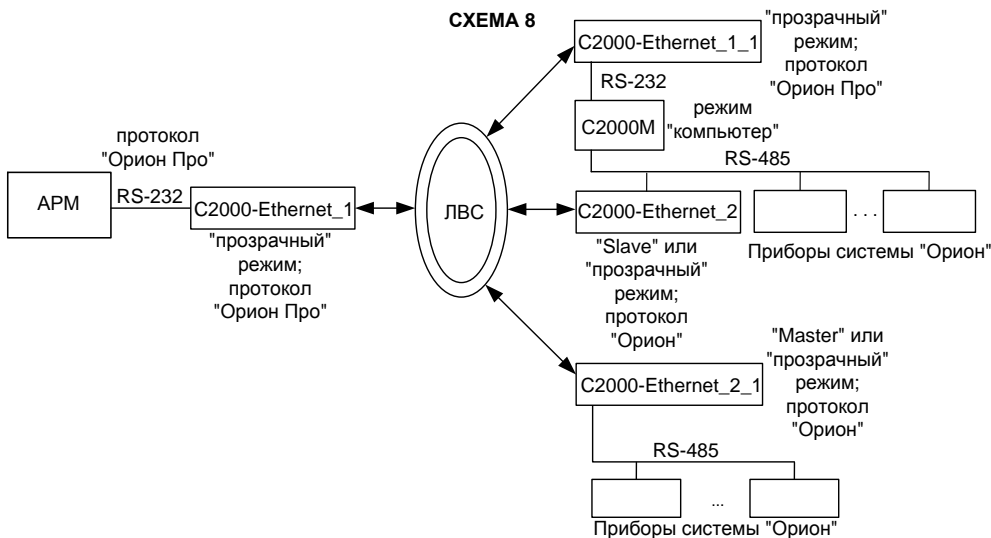 СХЕМА 8
C2000-Ethernet_1_1
"прозрачный"
режим;
протокол
"Орион Про"
RS-232
C2000M
режим
"компьютер"
RS-485
протокол
"Орион Про"
АРМ
RS-232
C2000-Ethernet_1
"прозрачный"
режим;
протокол
"Орион Про"
ЛВС
C2000-Ethernet_2
"Slave" или
"прозрачный"
режим;
протокол
"Орион"
. . .
Приборы системы "Орион"
C2000-Ethernet_2_1
"Master" или
"прозрачный"
режим;
протокол
"Орион"
RS-485
...
Приборы системы "Орион"